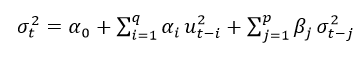 σ_t^2 = α_0 + ∑_{i=1}^{q} α_i u_{t−i}^2 + ∑_{j=1}^{p} β_j σ_{t−j}^2